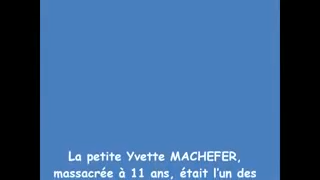 La petite Yvette MACHEFER,
massacrée à 11 ans, était l'un des